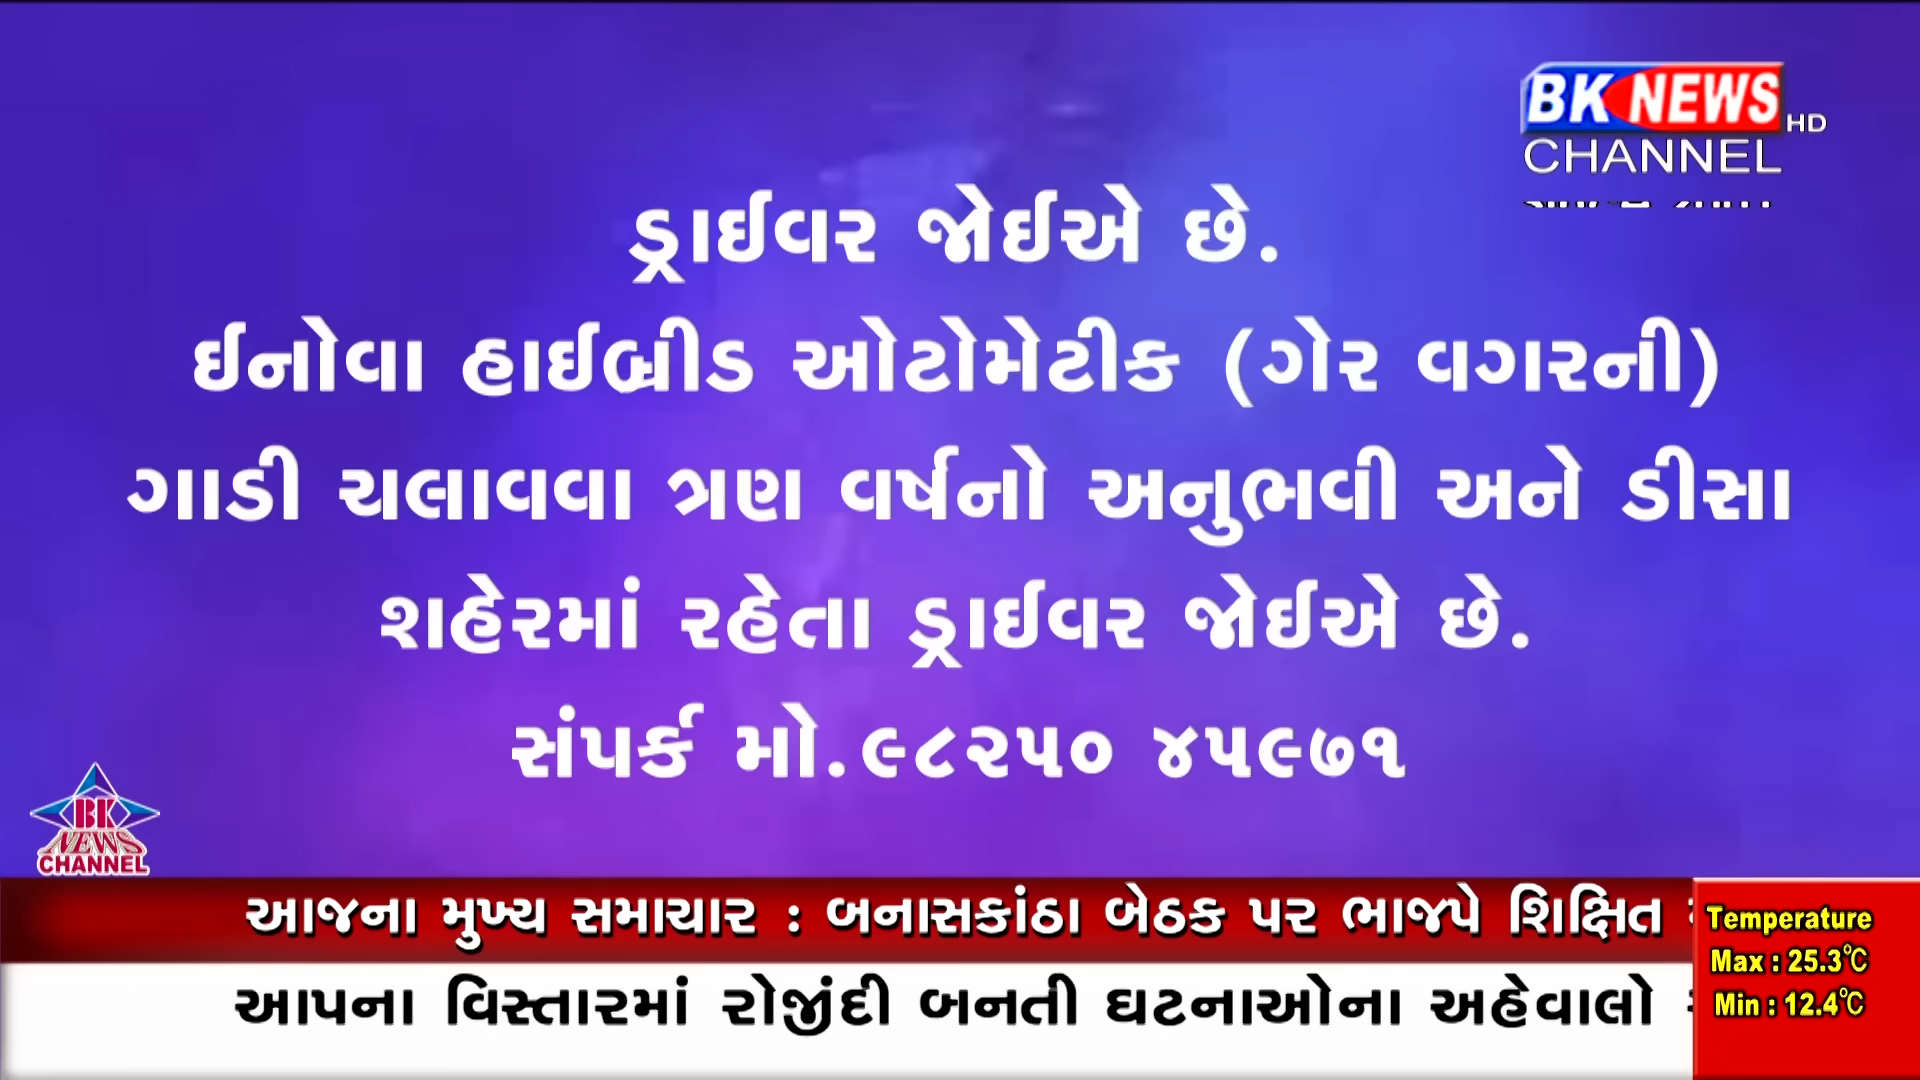 BK NEWS HD
CHANNEL
ડ્રાઈવર જોઈએ છે.
ઈનોવા હાઈબ્રીડ ઓટોમેટીક (ગેર વગરની)
ગાડી ચલાવવા ત્રણ વર્ષનો અનુભવી અને ડીસા
શહેરમાં રહેતા ડ્રાઈવર જોઈએ છે.
સંપર્ક મો.૯૮૨૫૦ ૪૫૯૭૧
BK
NEWS
CHANNEL
આજના મુખ્ય સમાચાર : બનાસકાંઠા બેઠક પર ભાજપે શિક્ષિત
આપના વિસ્તારમાં રોજીંદી બનતી ઘટનાઓના અહેવાલો
Temperature
Max : 25.3℃
Min : 12.4℃